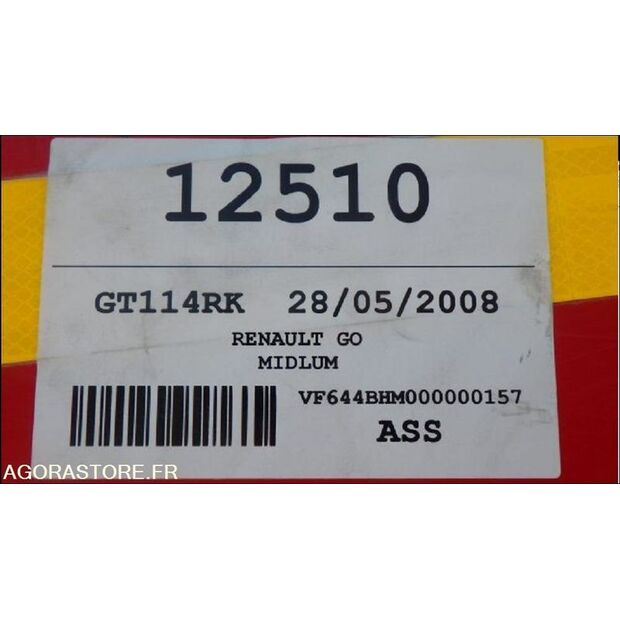 12510
GT114RK 28/05/2008
RENAULT GO
MIDLUM
VF644BHM000000157
ASS
AGORASTORE.FR